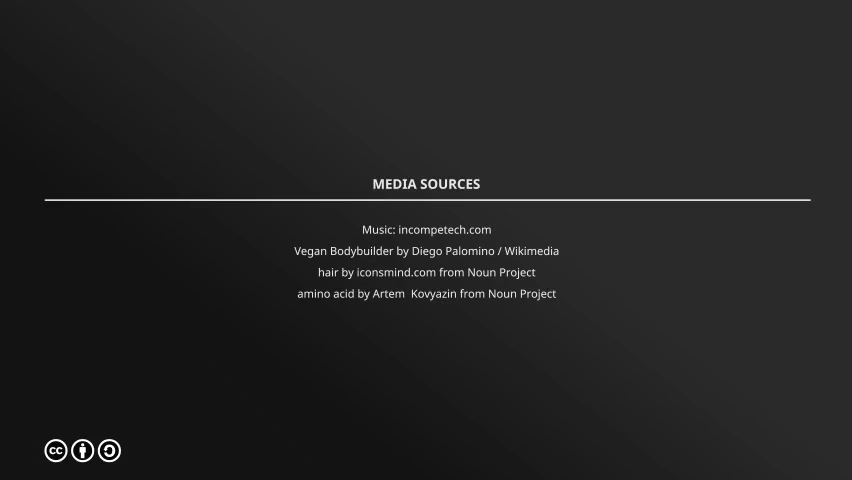 MEDIA SOURCES
Music: incompetech.com
Vegan Bodybuilder by Diego Palomino / Wikimedia
hair by iconsmind.com from Noun Project
amino acid by Artem  Kovyazin from Noun Project
cc